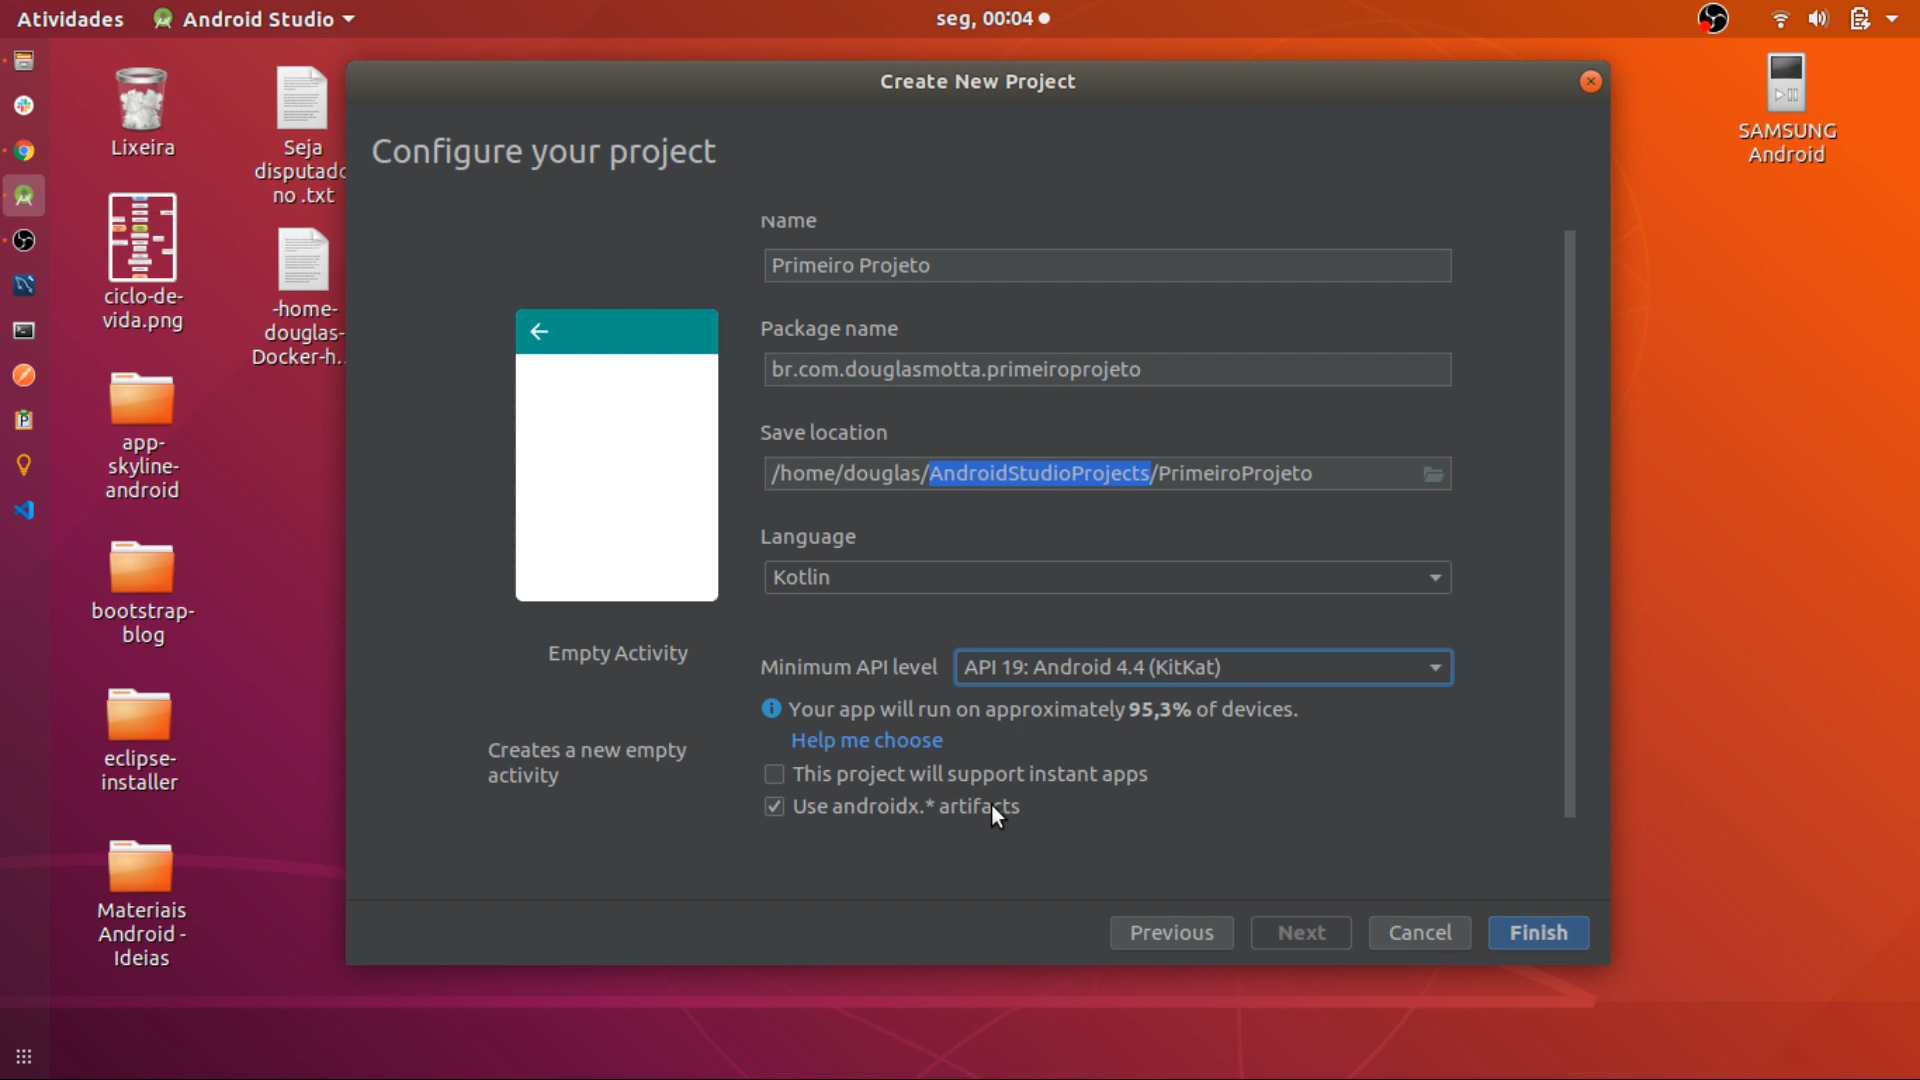 Atividades
Android Studio
seg, 00:04
Lixeira
Seja
disputado
no .txt
ciclo-de-
vida.png
-home-
douglas-
Docker-h...
app-
skyline-
android
bootstrap-
blog
eclipse-
installer
Materiais
Android -
Ideias
SAMSUNG
Android
Create New Project
Configure your project
Name
Primeiro Projeto
Package name
br.com.douglasmotta.primeiroprojeto
Save location
/home/douglas/AndroidStudioProjects/PrimeiroProjeto
Language
Kotlin
Empty Activity
Creates a new empty
activity
Minimum API level API 19: Android 4.4 (KitKat)
Your app will run on approximately 95,3% of devices.
Help me choose
This project will support instant apps
Use androidx.* artifacts
Previous Next Cancel Finish